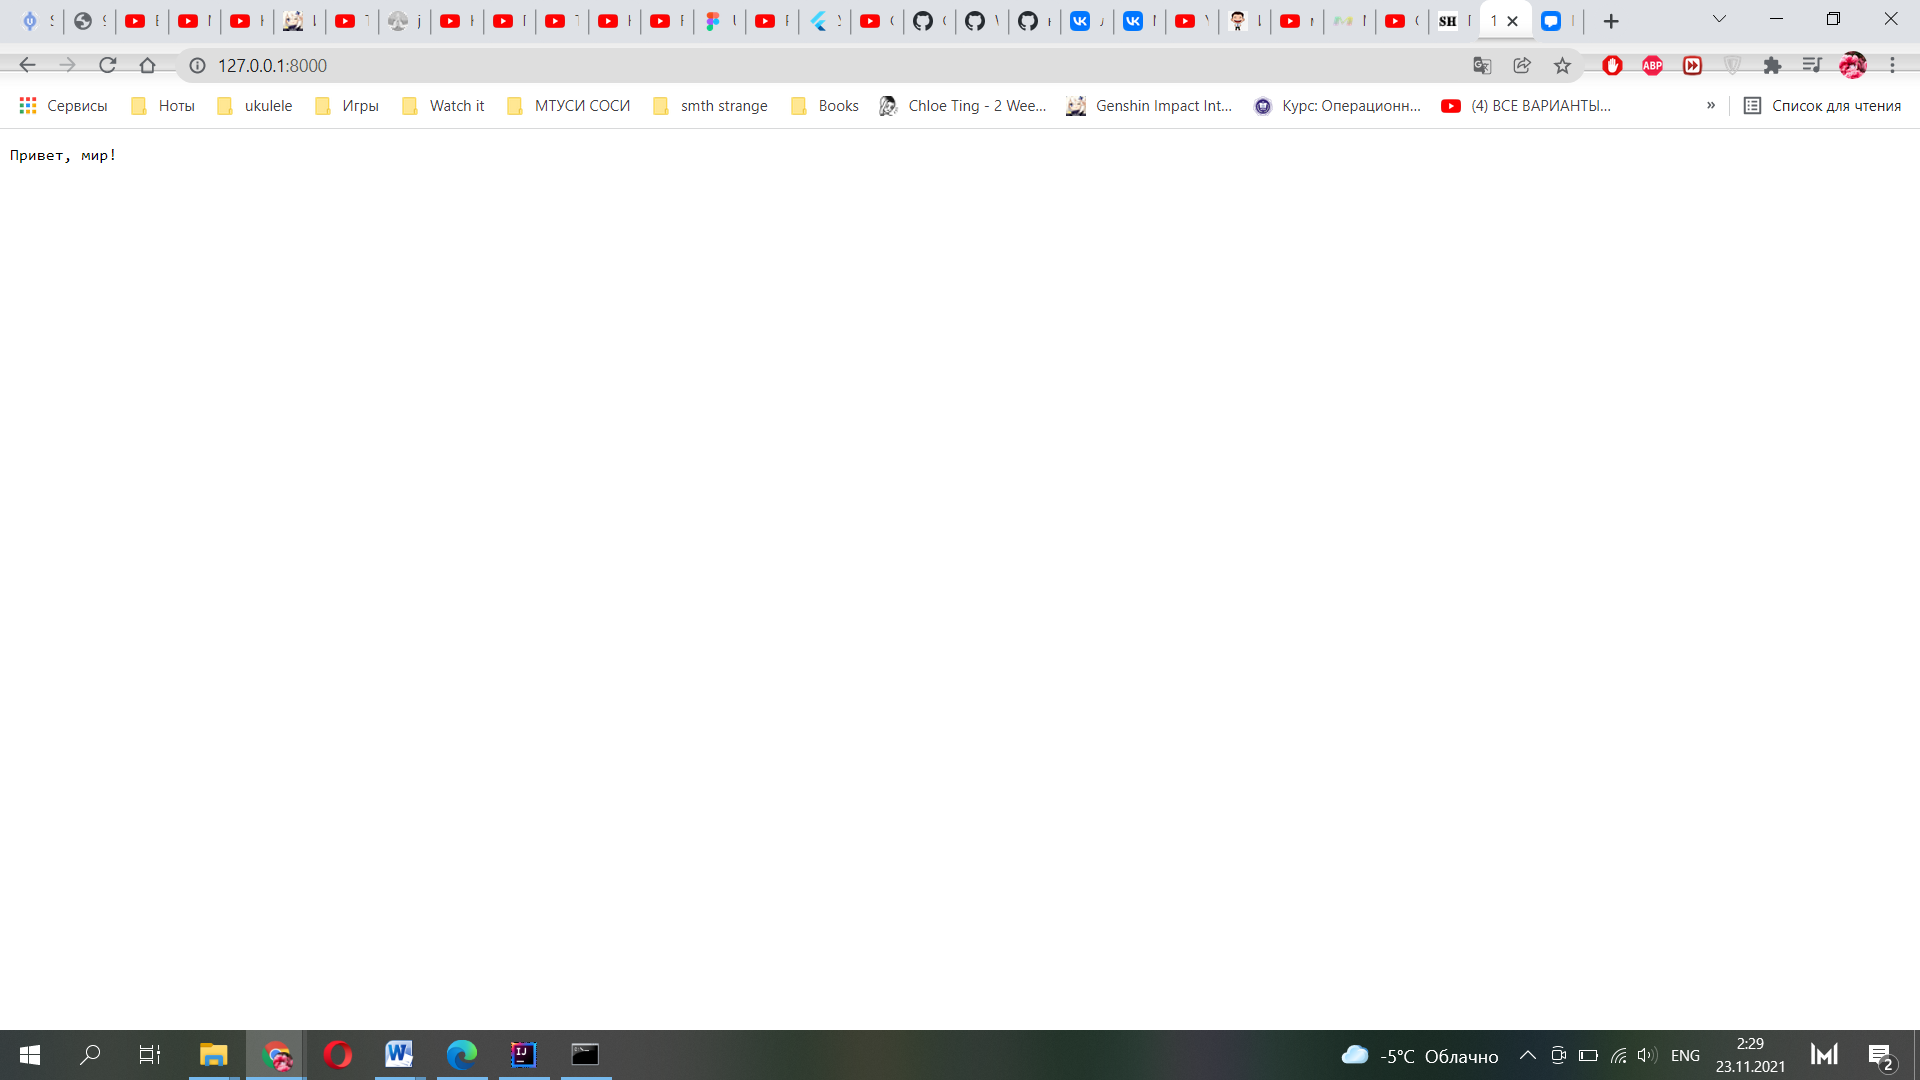 127.0.0.1:8000
Сервисы Ноты ukulele Игры Watch it МТУСИ СОСИ smth strange Books Chloe Ting - 2 Wee... Genshin Impact Int... Курс: Операционн... (4) ВСЕ ВАРИАНТЫ... » Список для чтения
Привет, мир!
-5°C Облачно ENG 2:29
23.11.2021
2